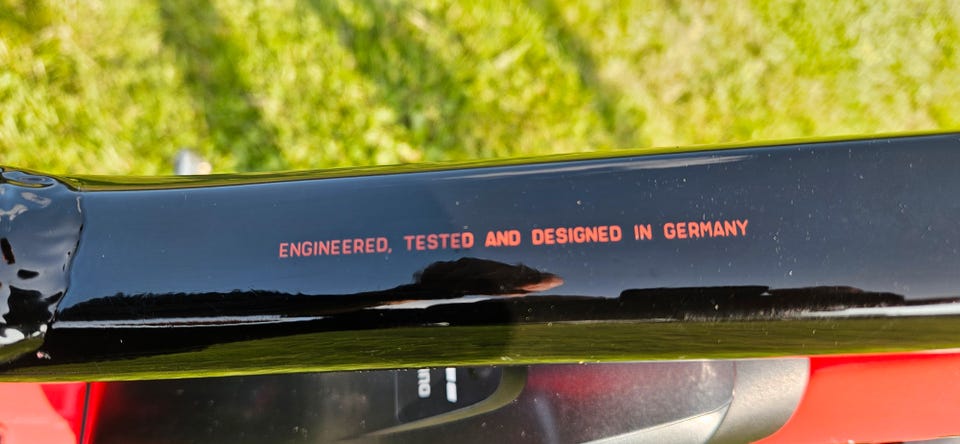 ENGINEERED, TESTED AND DESIGNED IN GERMANY